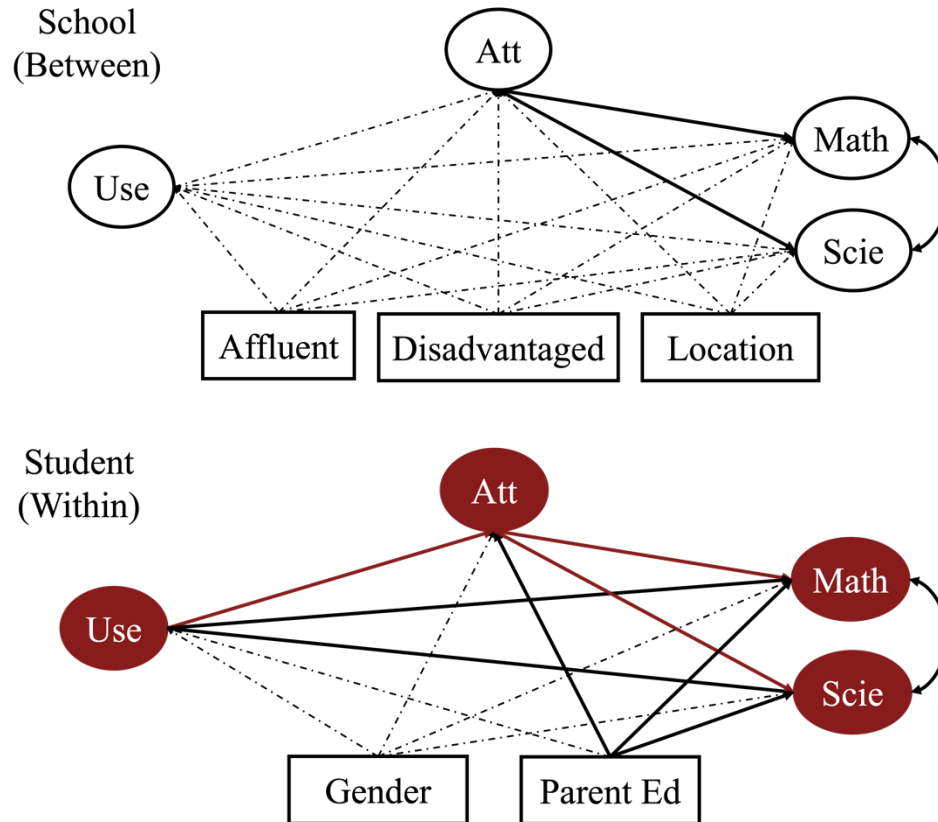 School
(Between)
Att
Math
Use
Scie
Affluent
Disadvantaged
Location
Student
(Within)
Att
Math
Use
Scie
Gender
Parent Ed